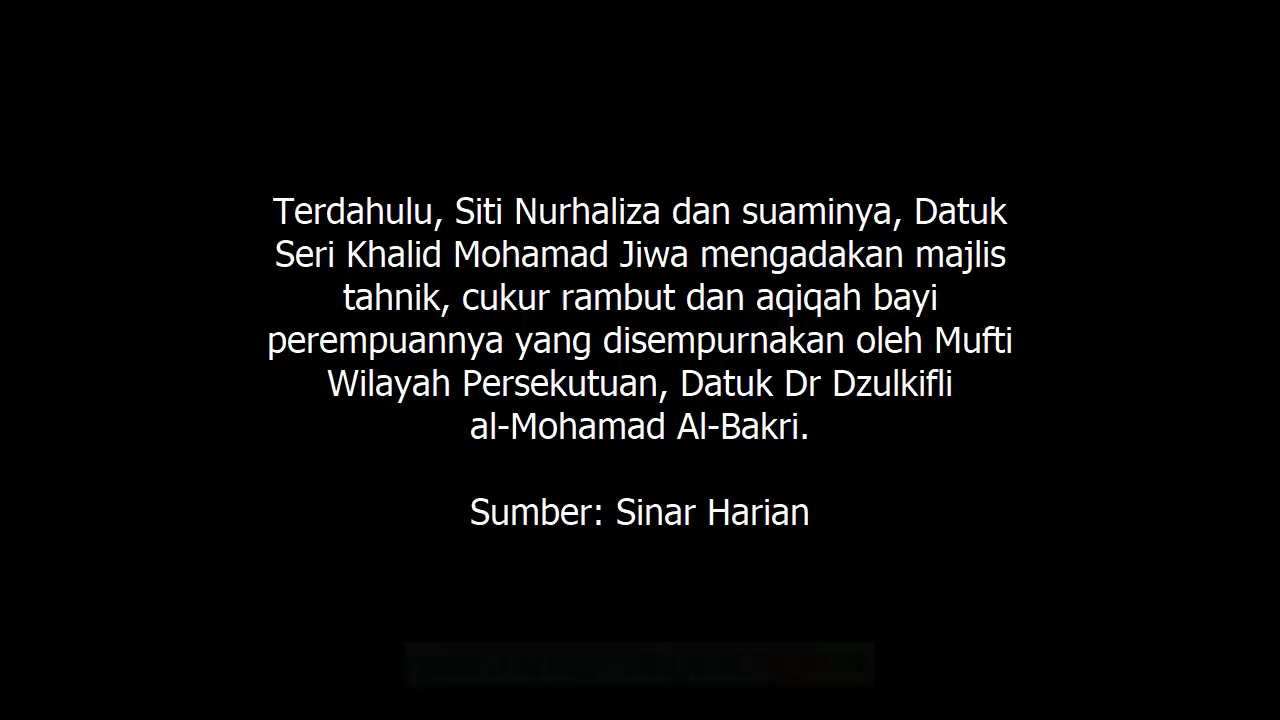 Terdahulu, Siti Nurhaliza dan suaminya, Datuk
Seri Khalid Mohamad Jiwa mengadakan majlis
tahnik, cukur rambut dan aqiqah bayi
perempuannya yang disempurnakan oleh Mufti
Wilayah Persekutuan, Datuk Dr Dzulkifli
al-Mohamad Al-Bakri.
Sumber: Sinar Harian